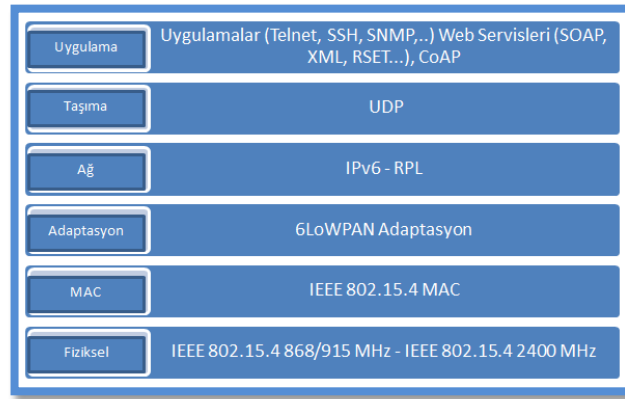 Uygulama
Uygulamalar (Telnet, SSH, SNMP,..) Web Servisleri (SOAP,
XML, RSET...), CoAP
Taşıma
UDP
Ağ
IPv6 - RPL
Adaptasyon
6LoWPAN Adaptasyon
MAC
IEEE 802.15.4 MAC
Fiziksel
IEEE 802.15.4 868/915 MHz - IEEE 802.15.4 2400 MHz